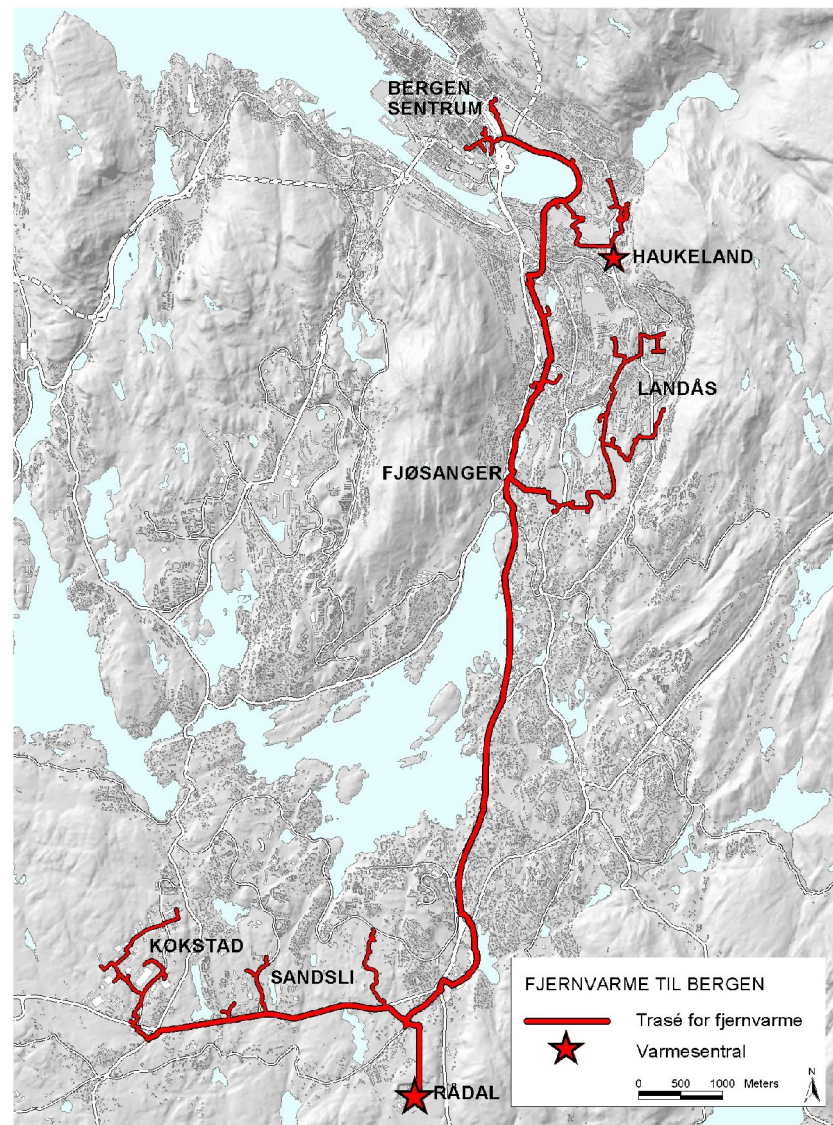 BERGEN
SENTRUM
HAUKELAND
LANDÅS
FJØSANGER
KOKSTAD
SANDSLI
RÅDAL
FJERNVARME TIL BERGEN
Trasé for fjernvarme
Varmesentral
0 500 1000 Meters
N